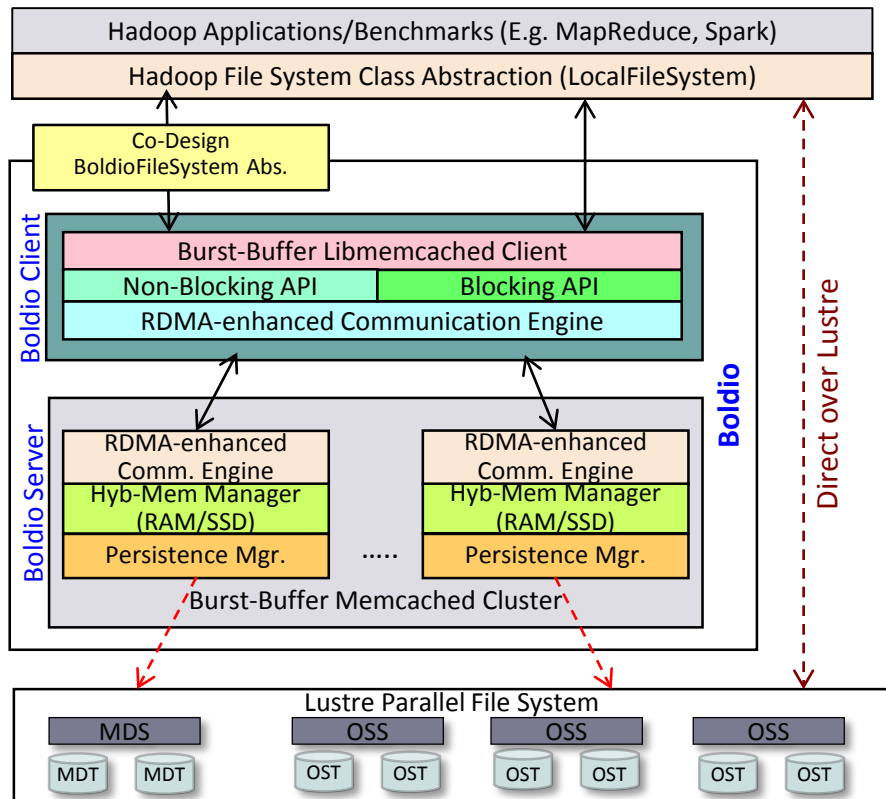 Hadoop Applications/Benchmarks (E.g. MapReduce, Spark)
Hadoop File System Class Abstraction (LocalFileSystem)
Co-Design
BoldioFileSystem Abs.
Boldio Client
Burst-Buffer Libmemcached Client
Non-Blocking API
Blocking API
RDMA-enhanced Communication Engine
Boldio
Direct over Lustre
Boldio Server
RDMA-enhanced
Comm. Engine
Hyb-Mem Manager
(RAM/SSD)
Persistence Mgr.
.....
RDMA-enhanced
Comm. Engine
Hyb-Mem Manager
(RAM/SSD)
Persistence Mgr.
Burst-Buffer Memcached Cluster
Lustre Parallel File System
MDS
OSS
OSS
OSS
MDT
MDT
OST
OST
OST
OST
OST
OST